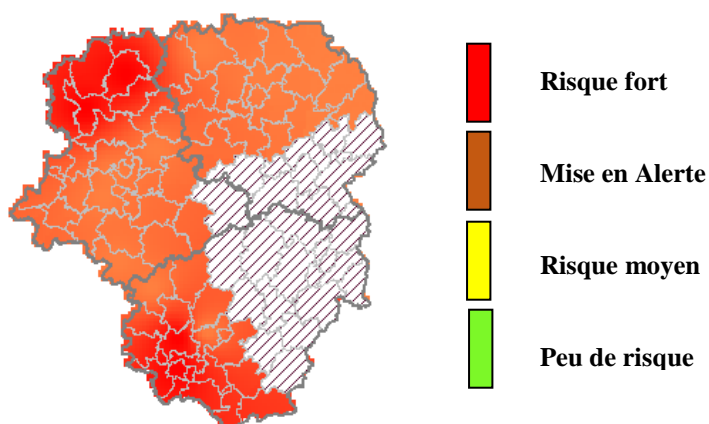 Risque fort
Mise en Alerte
Risque moyen
Peu de risque